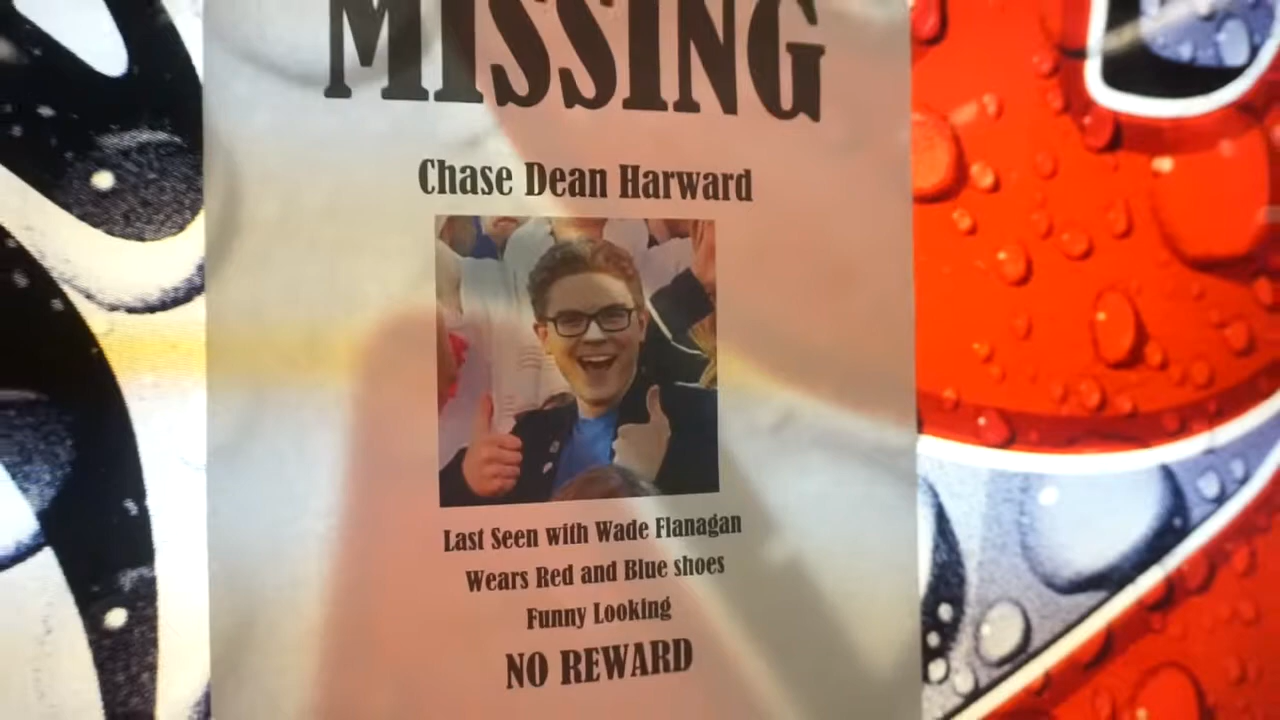 MISSING
Chase Dean Harward
Last Seen with Wade Flanagan
Wears Red and Blue shoes
Funny Looking
NO REWARD